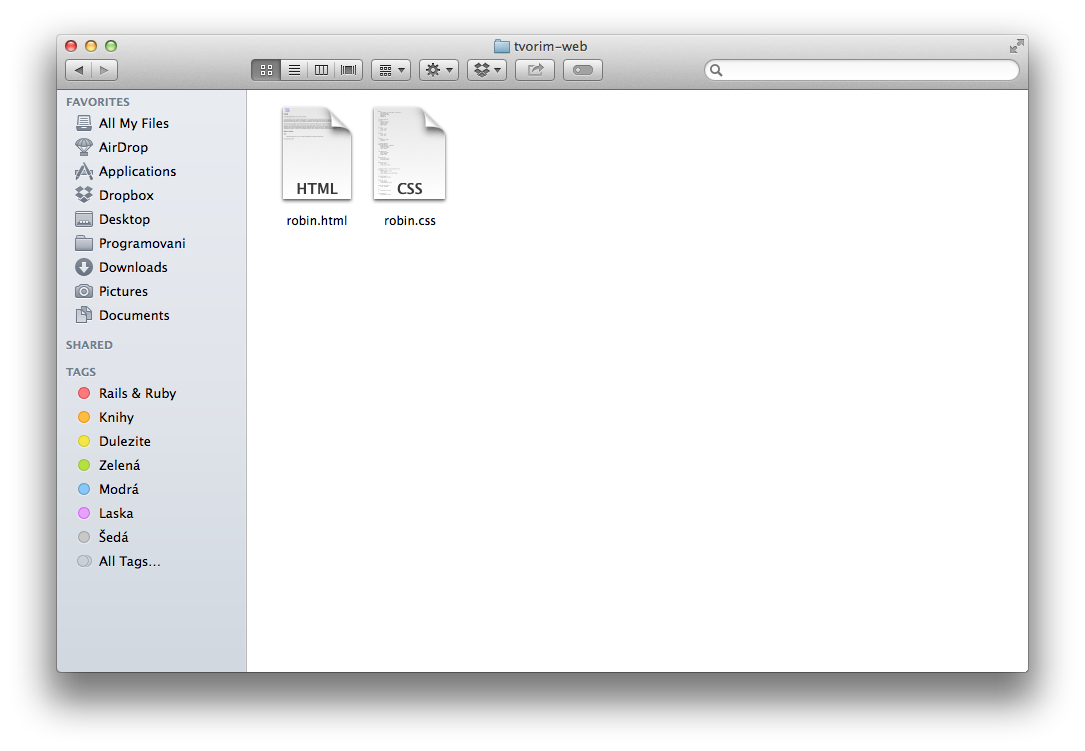 tvorim-web
FAVORITES
All My Files
AirDrop
Applications
Dropbox
Desktop
Programovani
Downloads
Pictures
Documents
SHARED
TAGS
Rails & Ruby
Knihy
Dulezite
Zelená
Modrá
Laska
Šedá
All Tags...
HTML CSS
robin.html robin.css